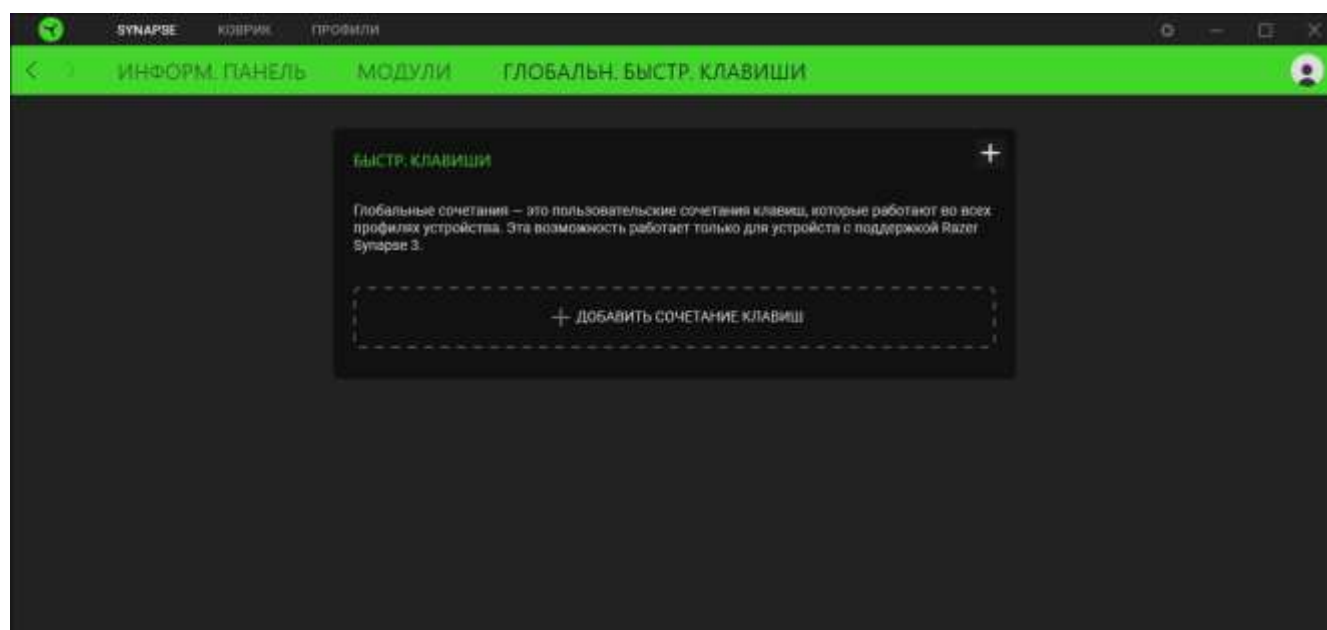 SYNAPSE КОВРИК ПРОФИЛИ
ИНФОРМ. ПАНЕЛЬ МОДУЛИ ГЛОБАЛЬН. БЫСТР. КЛАВИШИ
БЫСТР. КЛАВИШИ
Глобальные сочетания – это пользовательские сочетания клавиш, которые работают во всех
профилях устройства. Эта возможность работает только для устройств с поддержкой Razer
Synapse 3.
ДОБАВИТЬ СОЧЕТАНИЕ КЛАВИШ